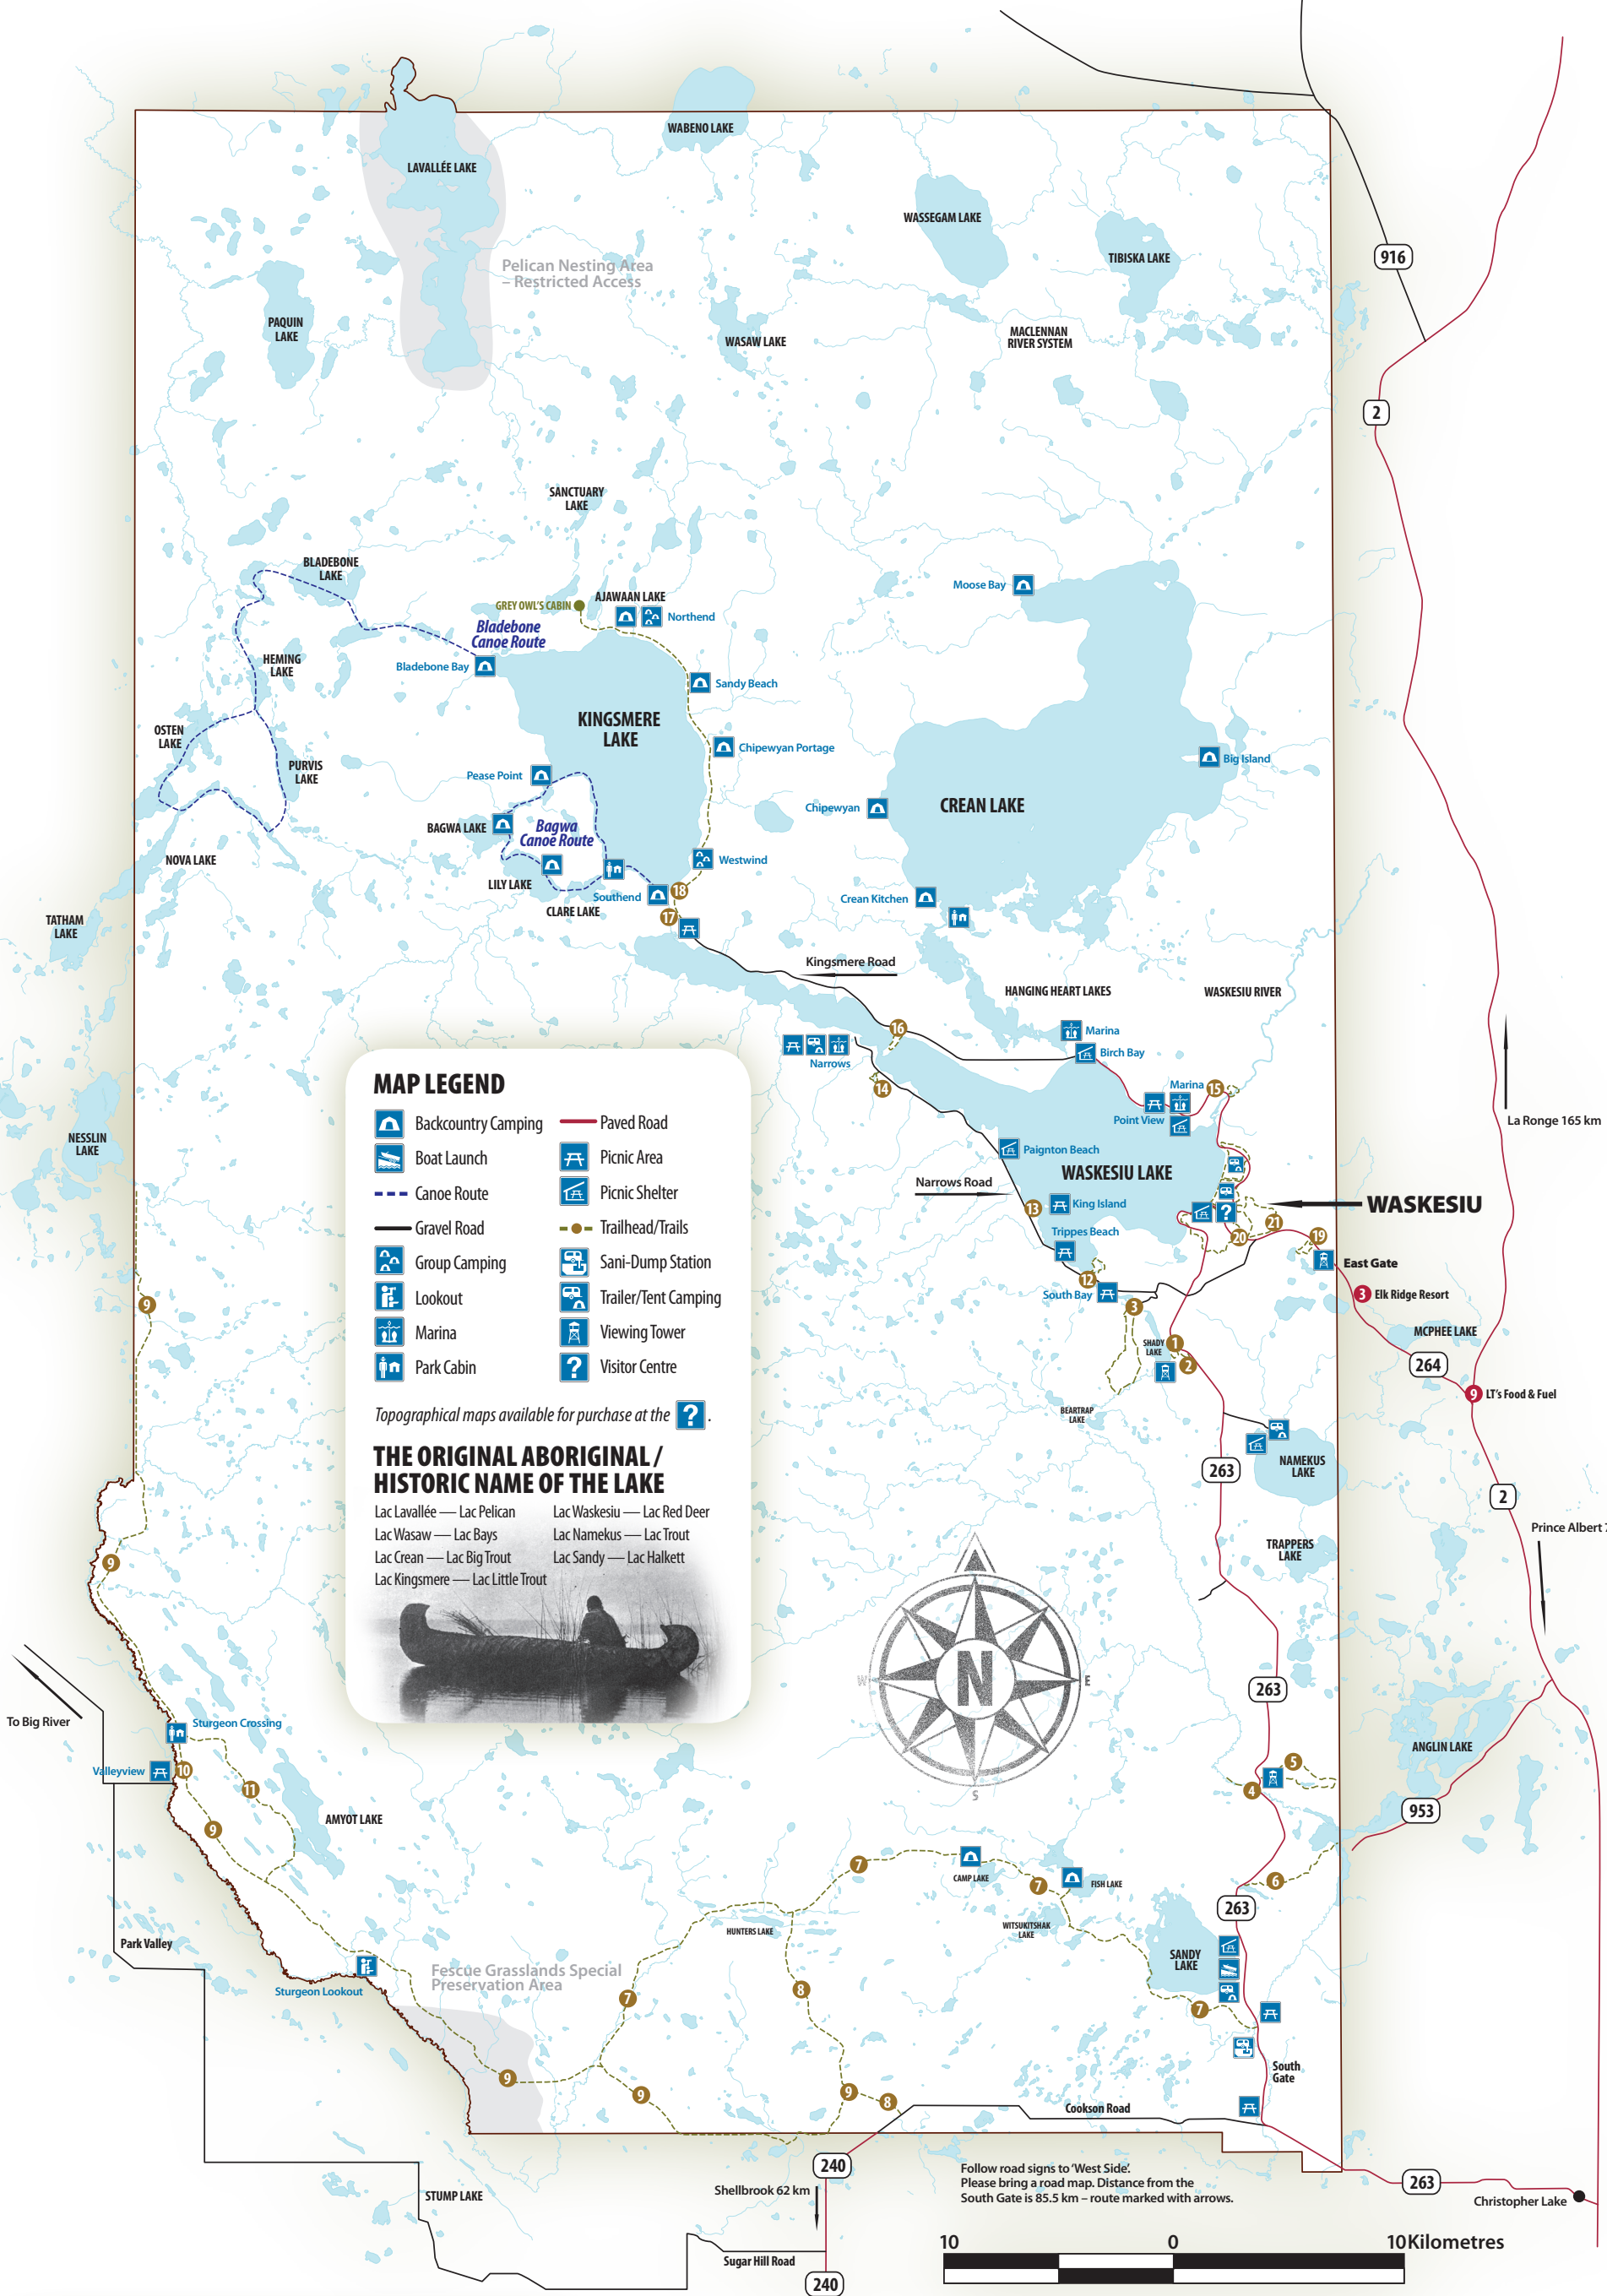 WABENO LAKE
LAVALLÉE LAKE
WASSEGAM LAKE
TIBISKA LAKE
916
Pelican Nesting Area
– Restricted Access
PAQUIN
LAKE
WASAW LAKE
MACLENNAN
RIVER SYSTEM
2
SANCTUARY
LAKE
BLADEBONE
LAKE
Moose Bay
GREY OWL'S CABIN
AJAWAAN LAKE
Northend
Bladebone
Canoe Route
HEMING
LAKE
Bladebone Bay
Sandy Beach
KINGSMERE
LAKE
OSTEN
LAKE
Chipewyan Portage
Big Island
PURVIS
LAKE
Pease Point
Chipewyan
CREAN LAKE
BAGWA LAKE
Bagwa
Canoe Route
NOVA LAKE
Westwind
LILY LAKE
18
Southend
Crean Kitchen
CLARE LAKE
17
TATHAM
LAKE
Kingsmere Road
HANGING HEART LAKES
WASKESIU RIVER
16
Marina
Birch Bay
Narrows
14
Marina
15
Point View
La Ronge 165 km
NESSLIN
LAKE
Paignton Beach
WASKESIU LAKE
Narrows Road
13
King Island
?
WASKESIU
21
20
19
Trippes Beach
East Gate
12
South Bay
3
3
Elk Ridge Resort
9
MCPHEE LAKE
SHADY
LAKE
1
2
264
9
LT's Food & Fuel
BEARTRAP
LAKE
263
NAMEKUS
LAKE
2
Prince Albert
TRAPPERS
LAKE
MAP LEGEND
Backcountry Camping
Paved Road
Boat Launch
Picnic Area
Canoe Route
Picnic Shelter
Gravel Road
Trailhead/Trails
Group Camping
Sani-Dump Station
Lookout
Trailer/Tent Camping
Marina
Viewing Tower
Park Cabin
?
Visitor Centre
Topographical maps available for purchase at the ? .
THE ORIGINAL ABORIGINAL /
HISTORIC NAME OF THE LAKE
Lac Lavallée — Lac Pelican
Lac Wasaw — Lac Bays
Lac Crean — Lac Big Trout
Lac Kingsmere — Lac Little Trout
Lac Waskesiu — Lac Red Deer
Lac Namekus — Lac Trout
Lac Sandy — Lac Halkett
9
N
W
E
S
263
To Big River
Sturgeon Crossing
Valleyview
10
11
9
AMYOT LAKE
ANGLIN LAKE
5
4
953
7
CAMP LAKE
7
FISH LAKE
6
263
HUNTERS LAKE
WITSUKITSHAK
LAKE
Park Valley
SANDY
LAKE
Fescue Grasslands Special
Preservation Area
Sturgeon Lookout
7
8
7
South
Gate
9
9
9
8
Cookson Road
240
Follow road signs to 'West Side'.
Please bring a road map. Distance from the
South Gate is 85.5 km – route marked with arrows.
263
Christopher Lake
STUMP LAKE
Shellbrook 62 km
Sugar Hill Road
240
10
0
10 Kilometres